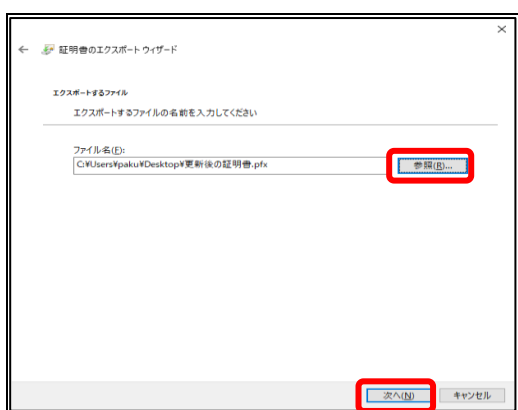 証明書のエクスポート ウィザード
エクスポートするファイル
エクスポートするファイルの名前を入力してください
ファイル名(F):
C:¥Users¥paku¥Desktop¥更新後の証明書.pfx
参照(R)...
次へ(N) キャンセル